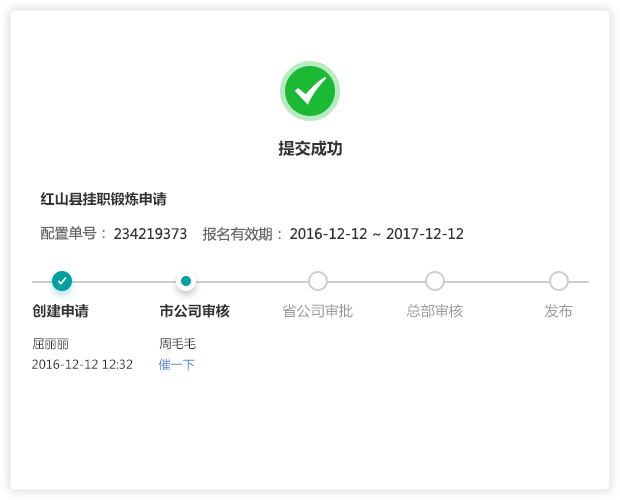 提交成功
红山县挂职锻炼申请
配置单号： 234219373 报名有效期： 2016-12-12 ~ 2017-12-12
创建申请 市公司审核 省公司审批 总部审核 发布
屈丽丽 周毛毛
2016-12-12 12:32 催一下